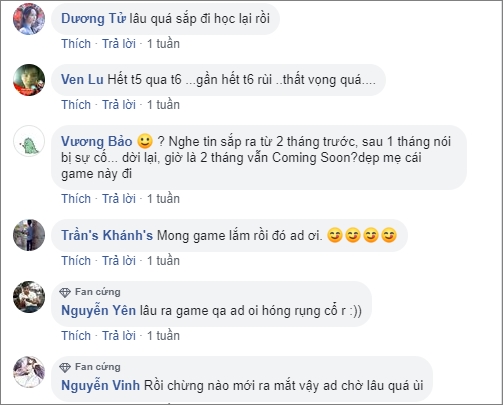 Dương Tử lâu quá sắp đi học lại rồi
Thích · Trả lời · 1 tuần
Ven Lu Hết t5 qua t6 ...gần hết t6 rùi ..thất vọng quá....
Thích · Trả lời · 1 tuần
Vương Bảo 🙂 ? Nghe tin sắp ra từ 2 tháng trước, sau 1 tháng nói
bị sự cố... dời lại, giờ là 2 tháng vẫn Coming Soon?dẹp mẹ cái
game này đi
Thích · Trả lời · 1 tuần
Trần's Khánh's Mong game lắm rồi đó ad ơi. 😊😊😊😊
Thích · Trả lời · 1 tuần
Fan cứng
Nguyễn Yên lâu ra game qa ad oi hóng rụng cổ r :))
Thích · Trả lời · 1 tuần
Fan cứng
Nguyễn Vinh Rồi chừng nào mới ra mắt vậy ad chờ lâu quá ùi